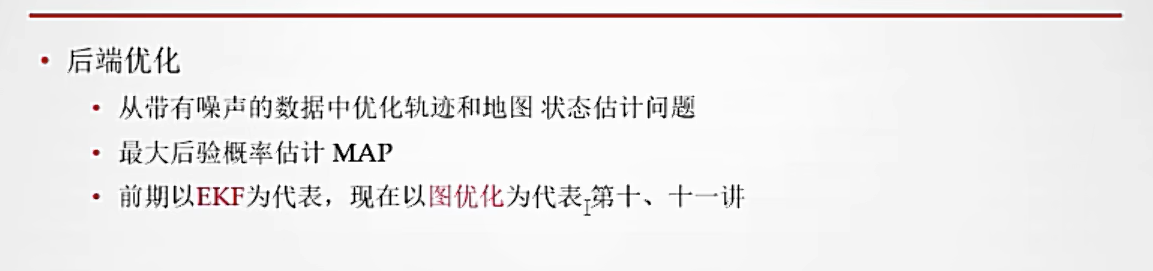 • 后端优化
• 从带有噪声的数据中优化轨迹和地图 状态估计问题
• 最大后验概率估计 MAP
• 前期以EKF为代表，现在以图优化为代表 第十、十一讲